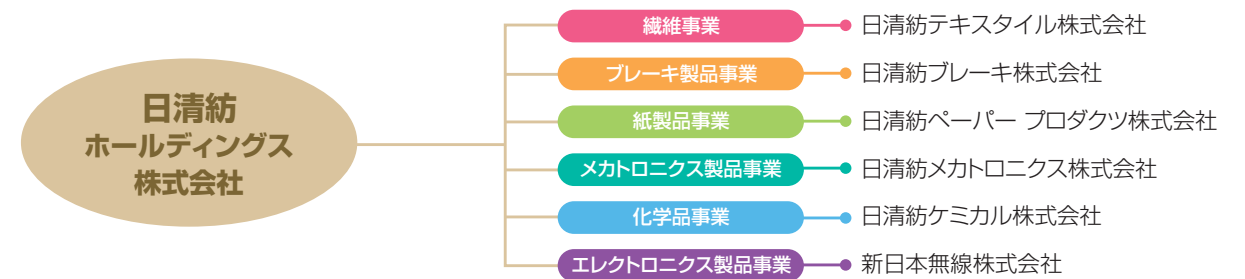 日清紡
ホールディングス
株式会社
繊維事業
日清紡テキスタイル株式会社
ブレーキ製品事業
日清紡ブレーキ株式会社
紙製品事業
日清紡ペーパー プロダクツ株式会社
メカトロニクス製品事業
日清紡メカトロニクス株式会社
化学品事業
日清紡ケミカル株式会社
エレクトロニクス製品事業
新日本無線株式会社